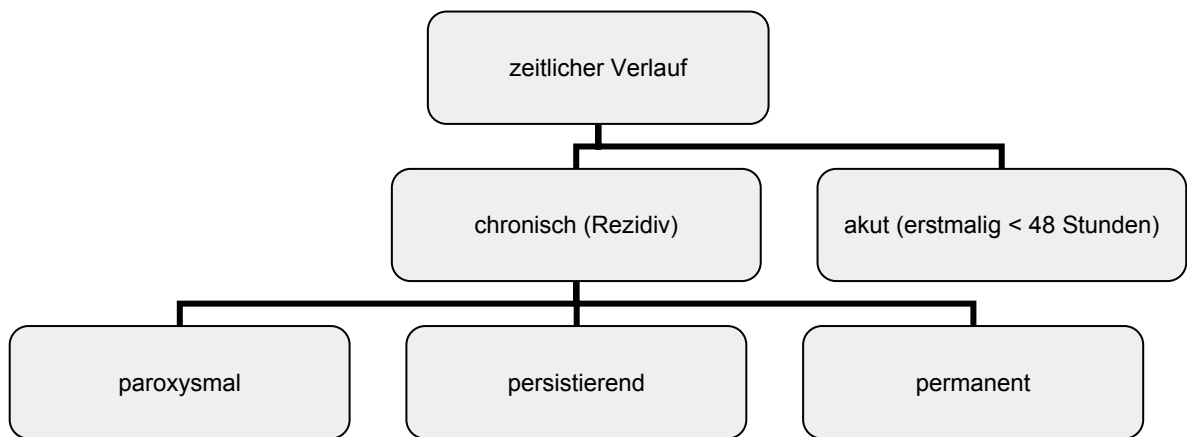 zeitlicher Verlauf
chronisch (Rezidiv)
akut (erstmalig < 48 Stunden)
paroxysmal
persistierend
permanent